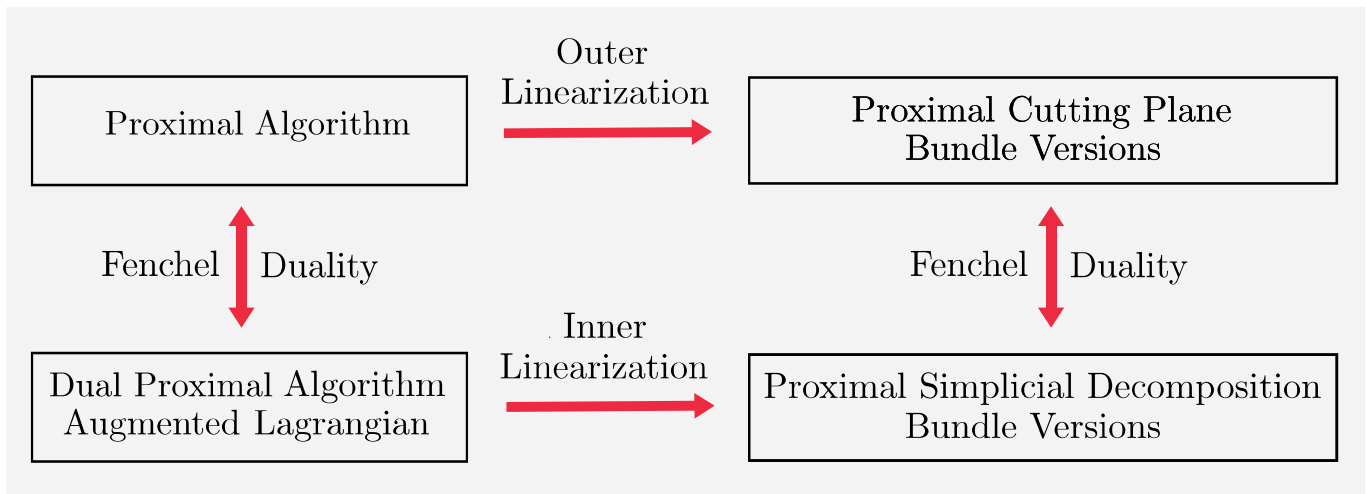 Outer
Linearization
Proximal Algorithm
Proximal Cutting Plane
Bundle Versions
Fenchel Duality
Fenchel Duality
Inner
Linearization
Dual Proximal Algorithm
Augmented Lagrangian
Proximal Simplicial Decomposition
Bundle Versions